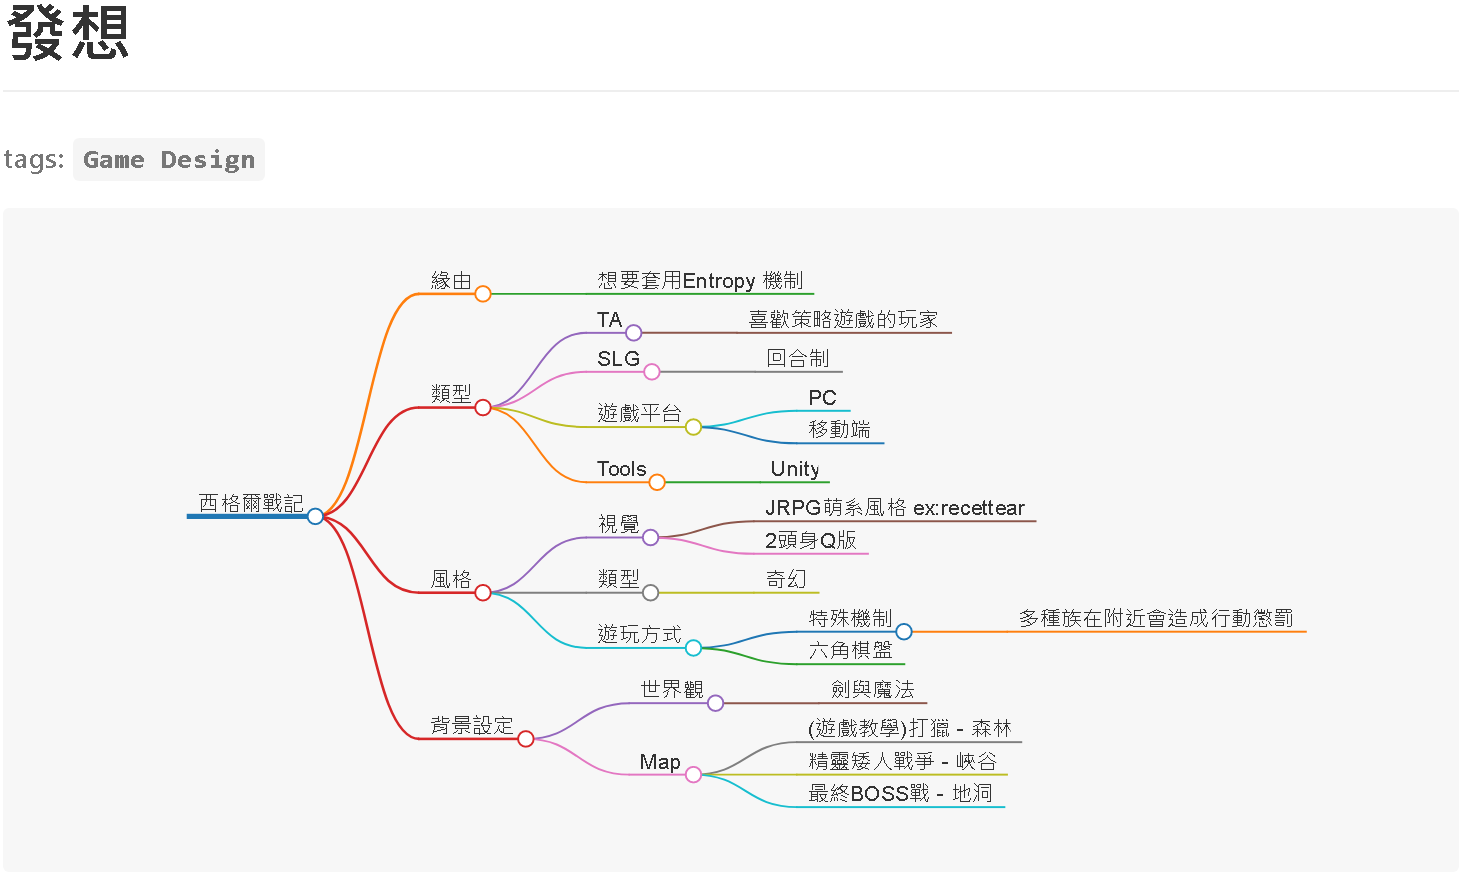 發想
tags: Game Design
緣由
想要套用Entropy 機制
TA
喜歡策略遊戲的玩家
SLG
回合制
類型
遊戲平台
PC
移動端
Tools
Unity
西格爾戰記
視覺
JRPG萌系風格 ex:recettear
2頭身Q版
風格
類型
奇幻
遊玩方式
特殊機制
多種族在附近會造成行動懲罰
六角棋盤
世界觀
劍與魔法
背景設定
Map
(遊戲教學)打獵 - 森林
精靈矮人戰爭 - 峽谷
最終BOSS戰 - 地洞